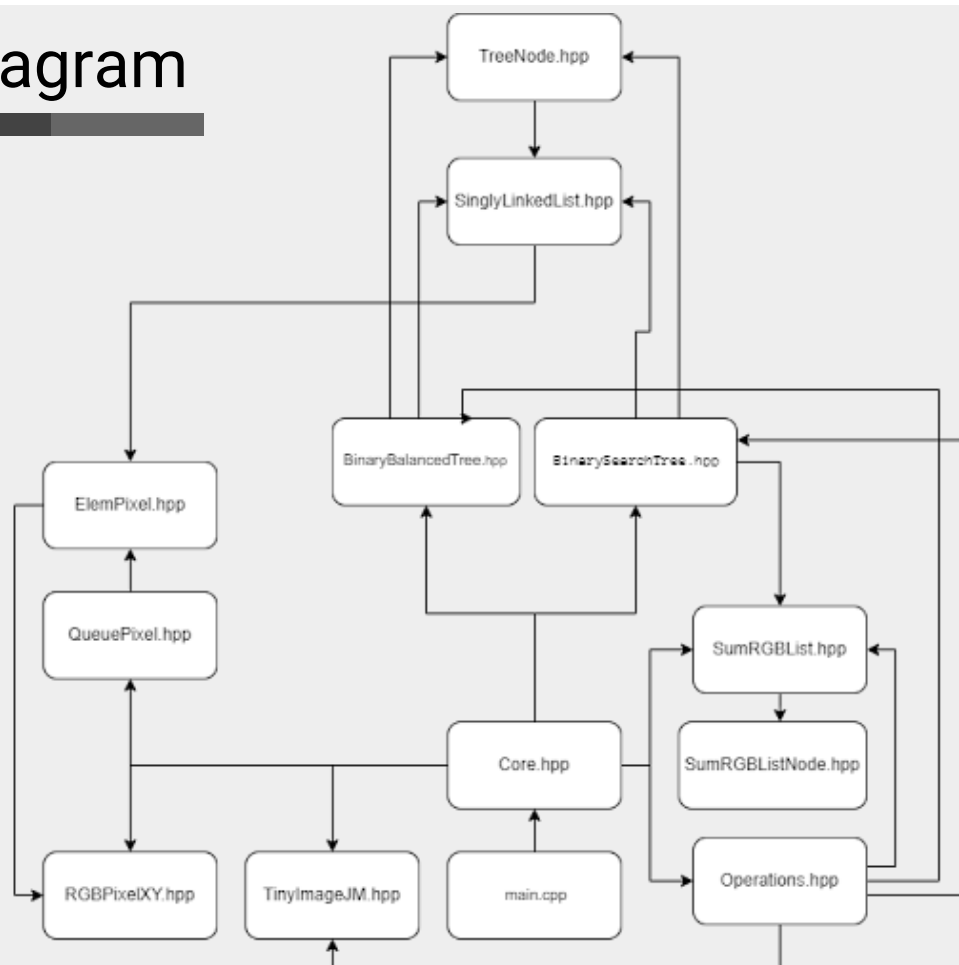 agram
TreeNode.hpp
SinglyLinkedList.hpp
BinaryBalancedTree.hpp
BinarySearchTree.hpp
ElemPixel.hpp
QueuePixel.hpp
SumRGBList.hpp
Core.hpp
SumRGBListNode.hpp
RGBPixelXY.hpp
TinyImageJM.hpp
main.cpp
Operations.hpp